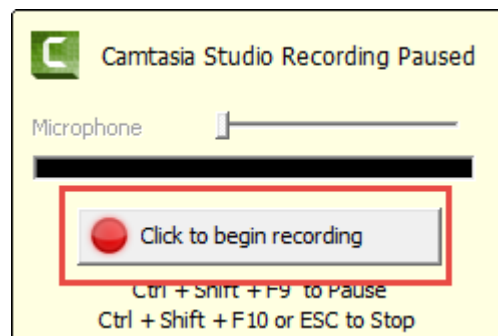 Camtasia Studio Recording Paused
Microphone
Click to begin recording
Ctrl + Shift + F9 to Pause
Ctrl + Shift + F10 or ESC to Stop